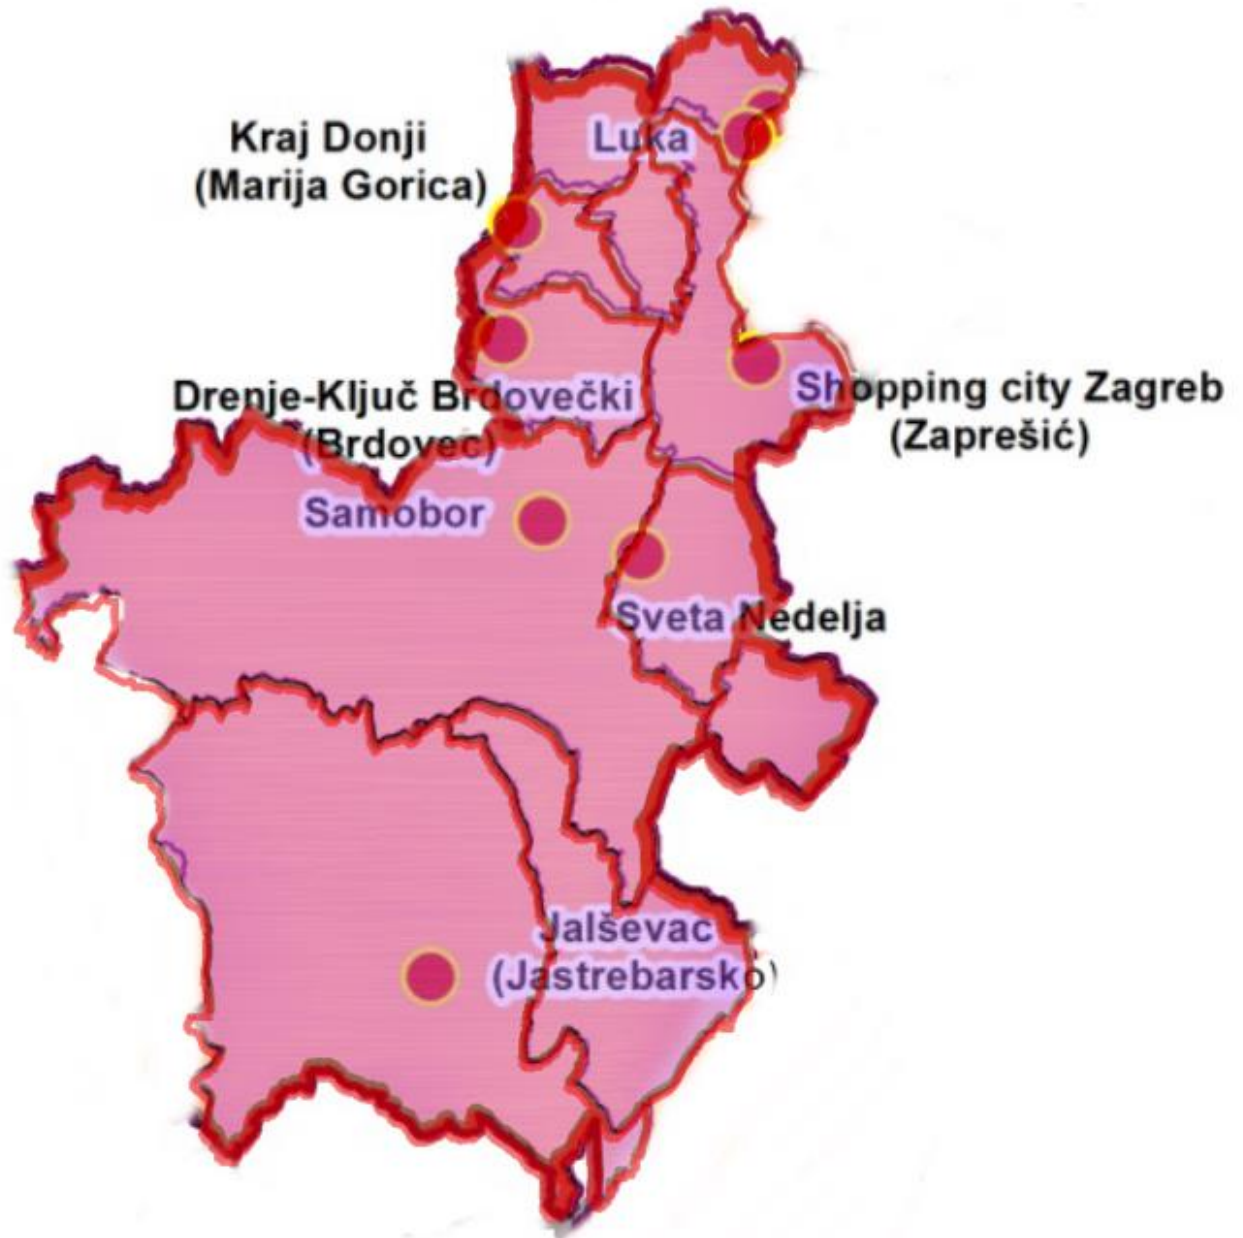 Luka
Kraj Donji
(Marija Gorica)
Drenje-Ključ Brdovečki
(Brdovec)
Shopping city Zagreb
(Zaprešić)
Samobor
Sveta Nedelja
Jalševac
(Jastrebarsko)